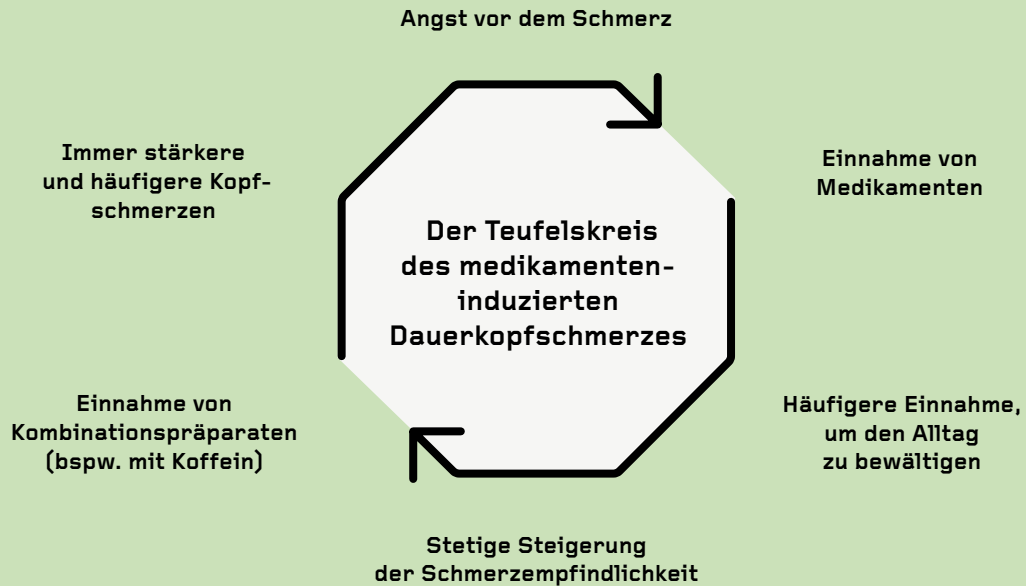 Angst vor dem Schmerz
Einnahme von
Medikamenten
Häufigere Einnahme,
um den Alltag
zu bewältigen
Stetige Steigerung
der Schmerzempfindlichkeit
Einnahme von
Kombinationspräparaten
(bspw. mit Koffein)
Immer stärkere
und häufigere Kopf-
schmerzen
Der Teufelskreis
des medikamenten-
induzierten
Dauerkopfschmerzes